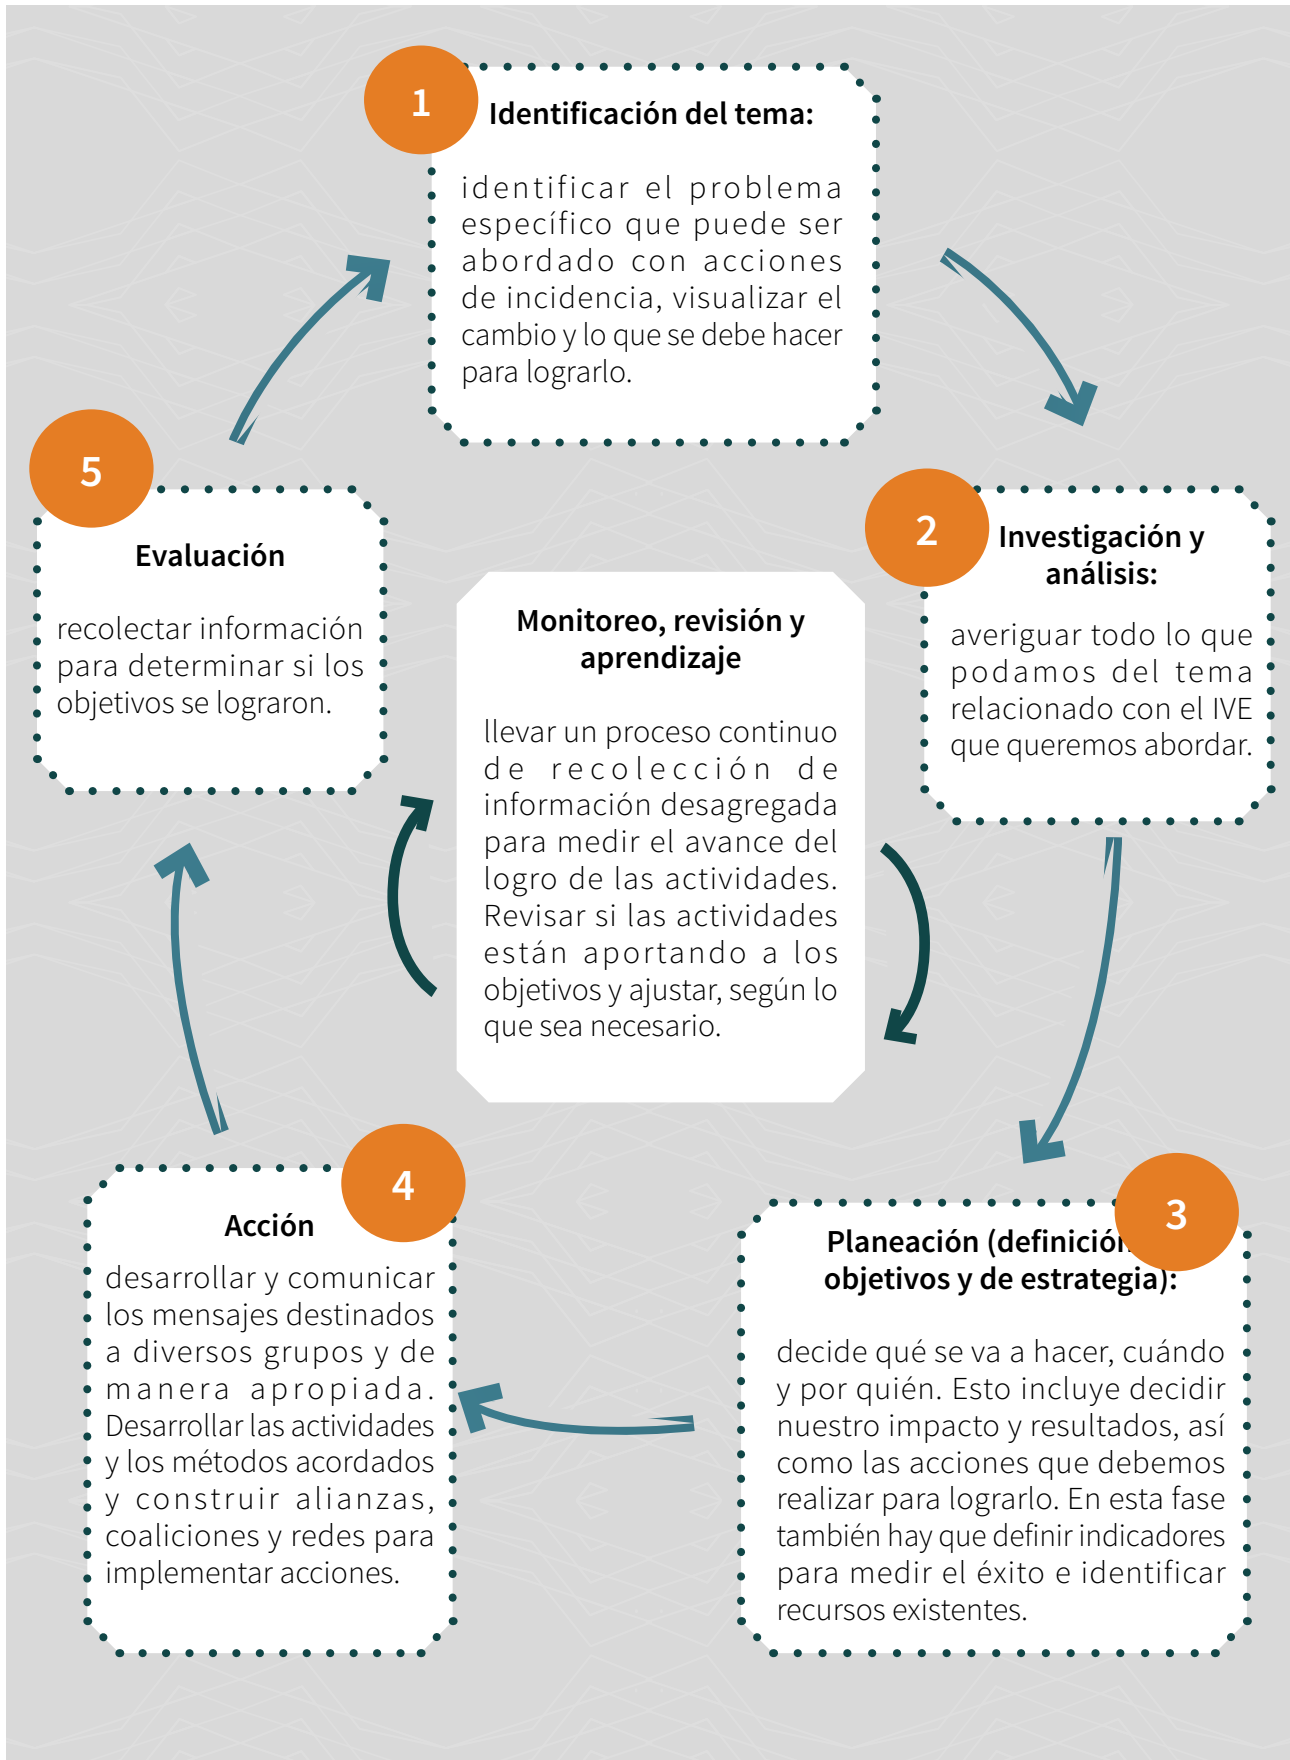 1
Identificación del tema:
identificar el problema
específico que puede ser
abordado con acciones
de incidencia, visualizar el
cambio y lo que se debe hacer
para lograrlo.
2
Investigación y
análisis:
averiguar todo lo que
podamos del tema
relacionado con el IVE
que queremos abordar.
3
Planeación (definición
objetivos y de estrategia):
decide qué se va a hacer, cuándo
y por quién. Esto incluye decidir
nuestro impacto y resultados, así
como las acciones que debemos
realizar para lograrlo. En esta fase
también hay que definir indicadores
para medir el éxito e identificar
recursos existentes.
4
Acción
desarrollar y comunicar
los mensajes destinados
a diversos grupos y de
manera apropiada.
Desarrollar las actividades
y los métodos acordados
y construir alianzas,
coaliciones y redes para
implementar acciones.
5
Evaluación
recolectar información
para determinar si los
objetivos se lograron.
Monitoreo, revisión y
aprendizaje
llevar un proceso continuo
de recolección de
información desagregada
para medir el avance del
logro de las actividades.
Revisar si las actividades
están aportando a los
objetivos y ajustar, según lo
que sea necesario.